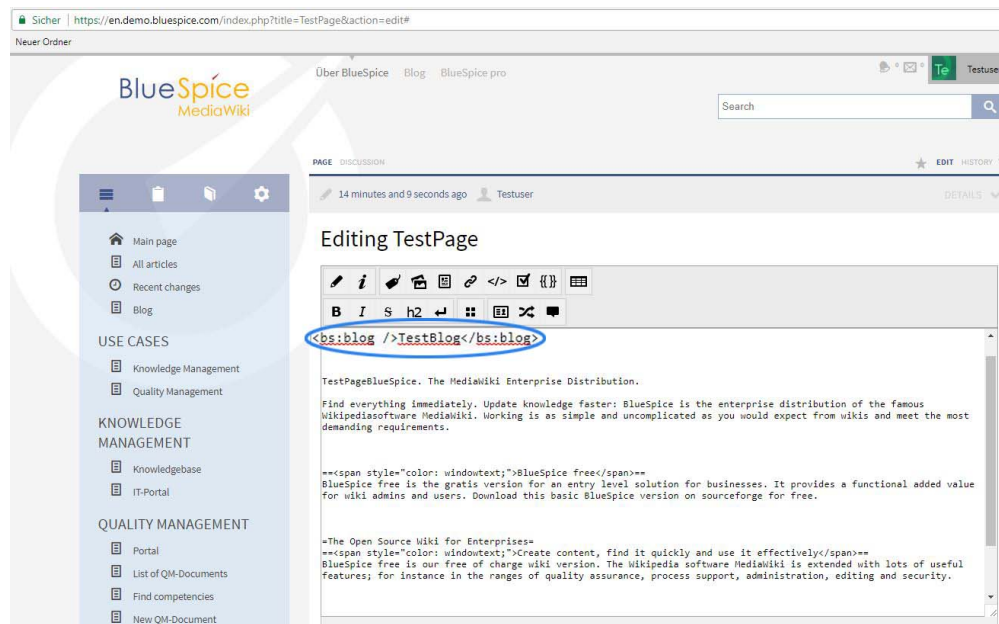 Sicher | https://en.demo.bluespice.com/index.php?title=TestPage&action=edit#
Neuer Ordner
BlueSpice
MediaWiki
Über BlueSpice Blog BlueSpice pro
Te Testuse
Search
PAGE DISCUSSION
EDIT HISTORY
14 minutes and 9 seconds ago Testuser
DETAILS
Main page
All articles
Recent changes
Blog
USE CASES
Knowledge Management
Quality Management
KNOWLEDGE
MANAGEMENT
Knowledgebase
IT-Portal
QUALITY MANAGEMENT
Portal
List of QM-Documents
Find competencies
New QM-Document
Editing TestPage
i </> {{}}
B I S h2
<bs:blog />TestBlog</bs:blog>
TestPageBlueSpice. The MediaWiki Enterprise Distribution.
Find everything immediately. Update knowledge faster: BlueSpice is the enterprise distribution of the famous
Wikipediasoftware MediaWiki. Working is as simple and uncomplicated as you would expect from wikis and meet the most
demanding requirements.
==<span style="color: windowtext;">BlueSpice free</span>==
BlueSpice free is the gratis version for an entry level solution for businesses. It provides a functional added value
for wiki admins and users. Download this basic BlueSpice version on sourceforge for free.
=The Open Source Wiki for Enterprises=
==<span style="color: windowtext;">Create content, find it quickly and use it effectively</span>==
BlueSpice free is our free of charge wiki version. The Wikipedia software MediaWiki is extended with lots of useful
features; for instance in the ranges of quality assurance, process support, administration, editing and security.